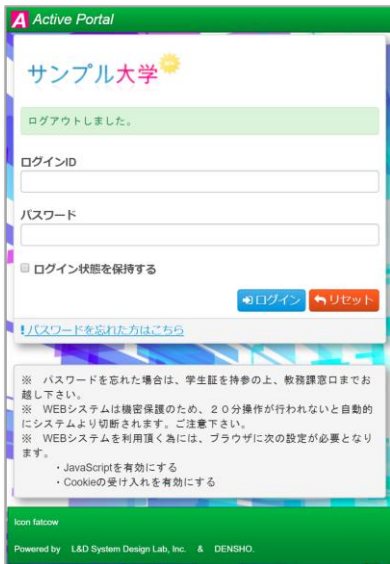 A Active Portal
サンプル大学
ログアウトしました。
ログインID
パスワード
ログイン状態を保持する
ログイン リセット
!パスワードを忘れた方はこちら
※ パスワードを忘れた場合は、学生証を持参の上、教務課窓口までお
越し下さい。
※ WEBシステムは機密保護のため、２０分操作が行われないと自動的
にシステムより切断されます。ご注意下さい。
※ WEBシステムを利用頂く為には、ブラウザに次の設定が必要となり
ます。
・JavaScriptを有効にする
・Cookieの受け入れを有効にする
Icon fatcow
Powered by L&D System Design Lab, Inc. & DENSHO.